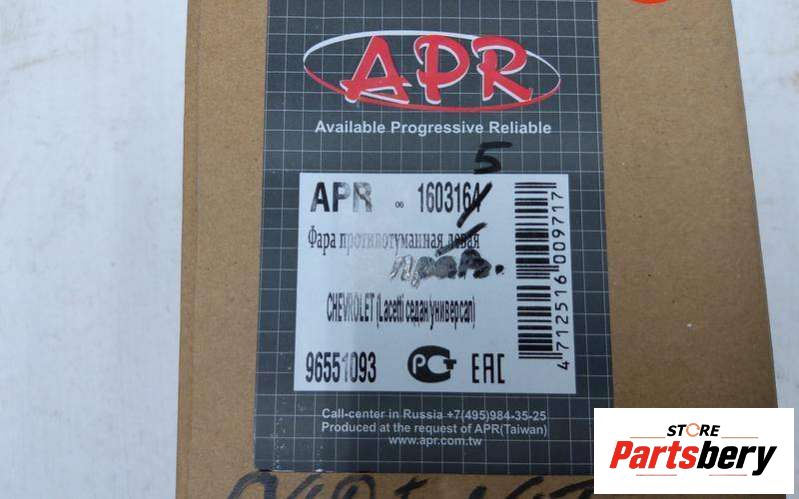 APR
Available Progressive Reliable
5
APR ∞ 1603164
Фара противотуманная левая
прав.
CHEVROLET (Lacetti седан/универсал)
96551093 РСТ EAC
4 712516 009717
Call-center in Russia +7(495)984-35-25
Produced at the request of APR(Taiwan)
www.apr.com.tw
STORE
Partsbery